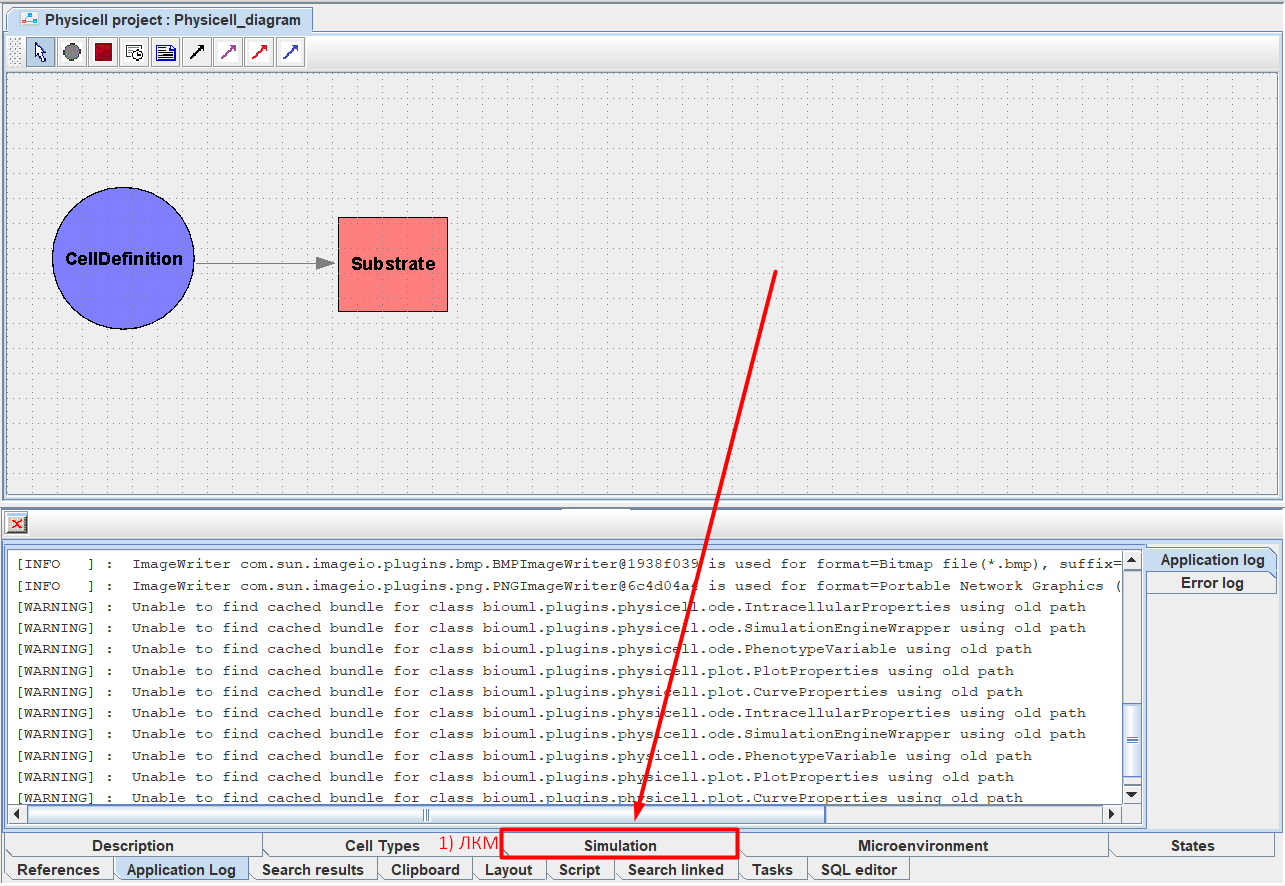 Physicell project : Physicell_diagram
CellDefinition
Substrate
[INFO   ] :  ImageWriter com.sun.imageio.plugins.bmp.BMPImageWriter@1938f039 is used for format=Bitmap file(*.bmp), suffix=
[INFO   ] :  ImageWriter com.sun.imageio.plugins.png.PNGImageWriter@6c4d04a4 is used for format=Portable Network Graphics (
[WARNING] :  Unable to find cached bundle for class biouml.plugins.physicell.ode.IntracellularProperties using old path
[WARNING] :  Unable to find cached bundle for class biouml.plugins.physicell.ode.SimulationEngineWrapper using old path
[WARNING] :  Unable to find cached bundle for class biouml.plugins.physicell.ode.PhenotypeVariable using old path
[WARNING] :  Unable to find cached bundle for class biouml.plugins.physicell.plot.PlotProperties using old path
[WARNING] :  Unable to find cached bundle for class biouml.plugins.physicell.plot.CurveProperties using old path
[WARNING] :  Unable to find cached bundle for class biouml.plugins.physicell.ode.IntracellularProperties using old path
[WARNING] :  Unable to find cached bundle for class biouml.plugins.physicell.ode.SimulationEngineWrapper using old path
[WARNING] :  Unable to find cached bundle for class biouml.plugins.physicell.ode.PhenotypeVariable using old path
[WARNING] :  Unable to find cached bundle for class biouml.plugins.physicell.plot.PlotProperties using old path
[WARNING] :  Unable to find cached bundle for class biouml.plugins.physicell.plot.CurveProperties using old path
Application log
Error log
Description Cell Types 1) ЛКМ Simulation Microenvironment States
References Application Log Search results Clipboard Layout Script Search linked Tasks SQL editor